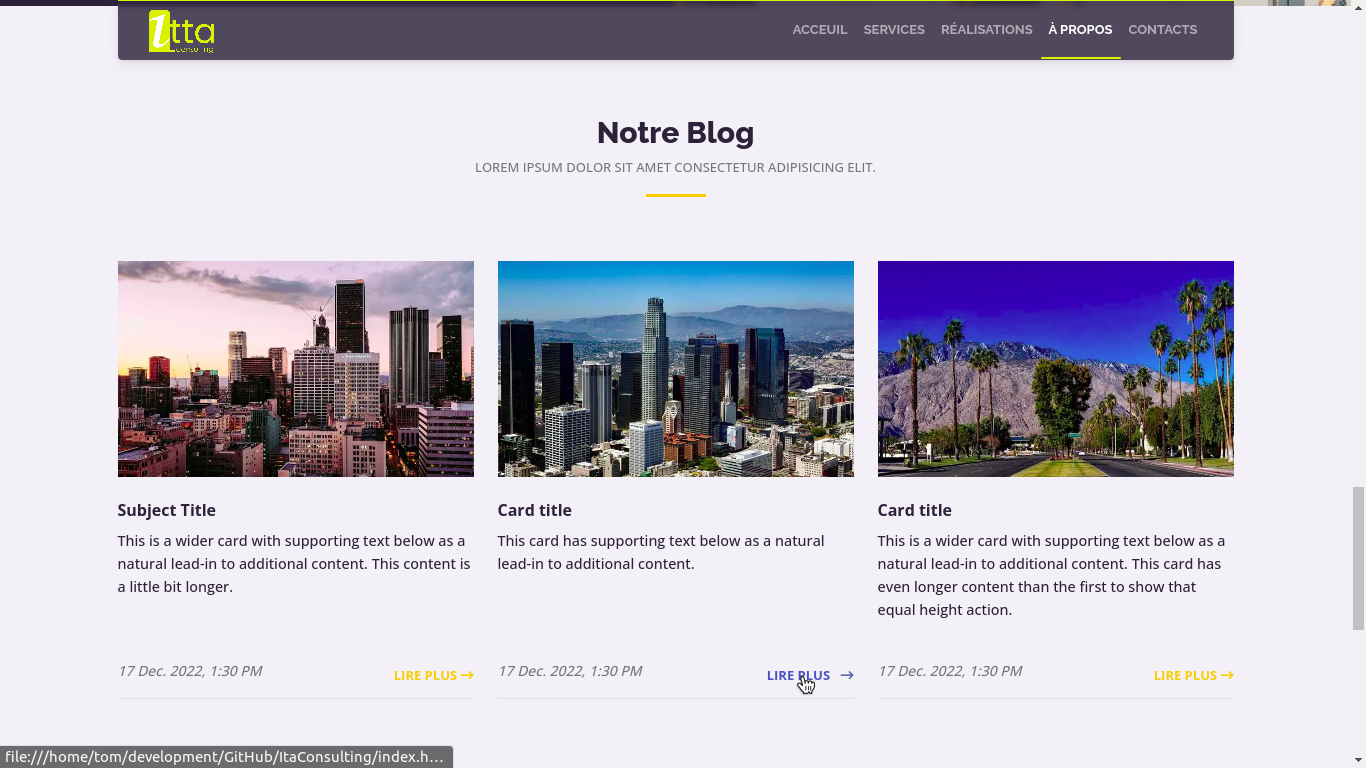 itta
consulting
ACCEUIL SERVICES RÉALISATIONS À PROPOS CONTACTS
Notre Blog
LOREM IPSUM DOLOR SIT AMET CONSECTETUR ADIPISICING ELIT.
Subject Title
This is a wider card with supporting text below as a
natural lead-in to additional content. This content is
a little bit longer.
17 Dec. 2022, 1:30 PM LIRE PLUS →
Card title
This card has supporting text below as a natural
lead-in to additional content.
17 Dec. 2022, 1:30 PM LIRE PLUS →
Card title
This is a wider card with supporting text below as a
natural lead-in to additional content. This card has
even longer content than the first to show that
equal height action.
17 Dec. 2022, 1:30 PM LIRE PLUS →
file:///home/tom/development/GitHub/ItaConsulting/index.h…